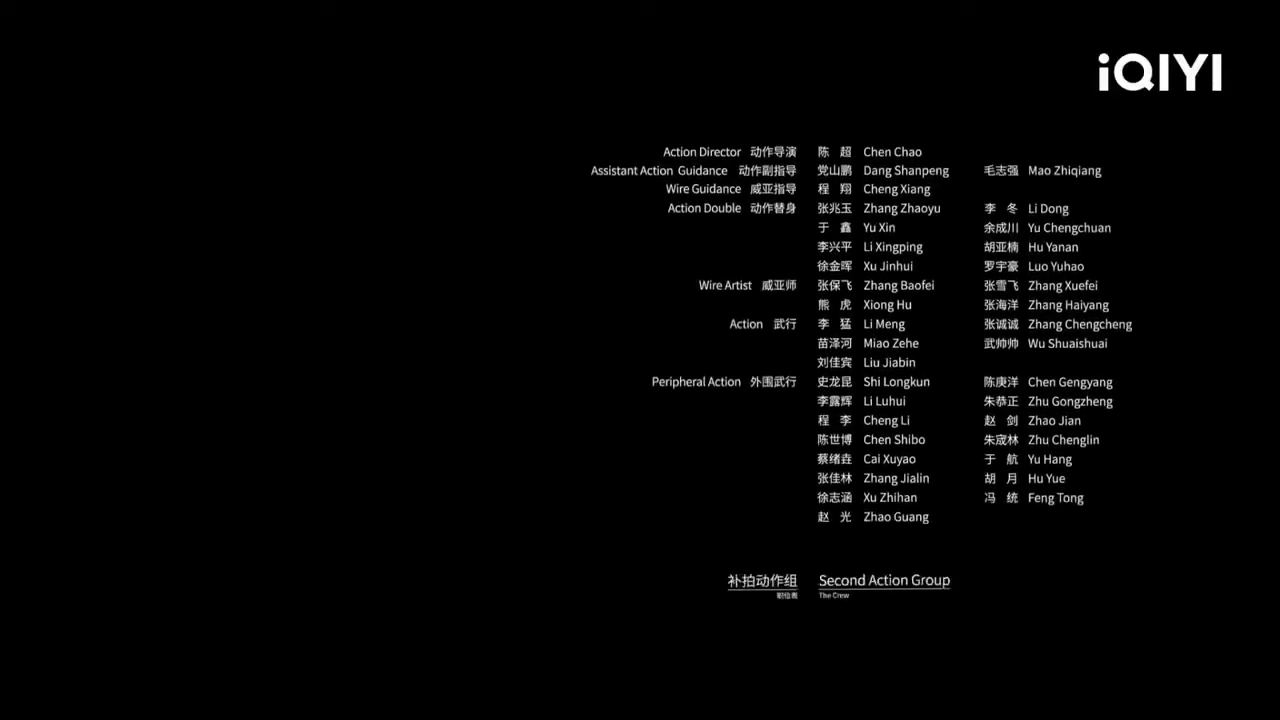 iQIYI
Action Director 动作导演 陈 超 Chen Chao
Assistant Action Guidance 动作副指导 党山鹏 Dang Shanpeng 毛志强 Mao Zhiqiang
Wire Guidance 威亚指导 程 翔 Cheng Xiang
Action Double 动作替身 张兆玉 Zhang Zhaoyu 李 冬 Li Dong
于 鑫 Yu Xin 余成川 Yu Chengchuan
李兴平 Li Xingping 胡亚楠 Hu Yanan
徐金晖 Xu Jinhui 罗宇豪 Luo Yuhao
Wire Artist 威亚师 张保飞 Zhang Baofei 张雪飞 Zhang Xuefei
熊 虎 Xiong Hu 张海洋 Zhang Haiyang
Action 武行 李 猛 Li Meng 张诚诚 Zhang Chengcheng
苗泽河 Miao Zehe 武帅帅 Wu Shuaishuai
刘佳宾 Liu Jiabin
Peripheral Action 外围武行 史龙昆 Shi Longkun 陈庚洋 Chen Gengyang
李露辉 Li Luhui 朱恭正 Zhu Gongzheng
程 李 Cheng Li 赵 剑 Zhao Jian
陈世博 Chen Shibo 朱宬林 Zhu Chenglin
蔡绪垚 Cai Xuyao 于 航 Yu Hang
张佳林 Zhang Jialin 胡 月 Hu Yue
徐志涵 Xu Zhihan 冯 统 Feng Tong
赵 光 Zhao Guang
补拍动作组 Second Action Group
The Crew